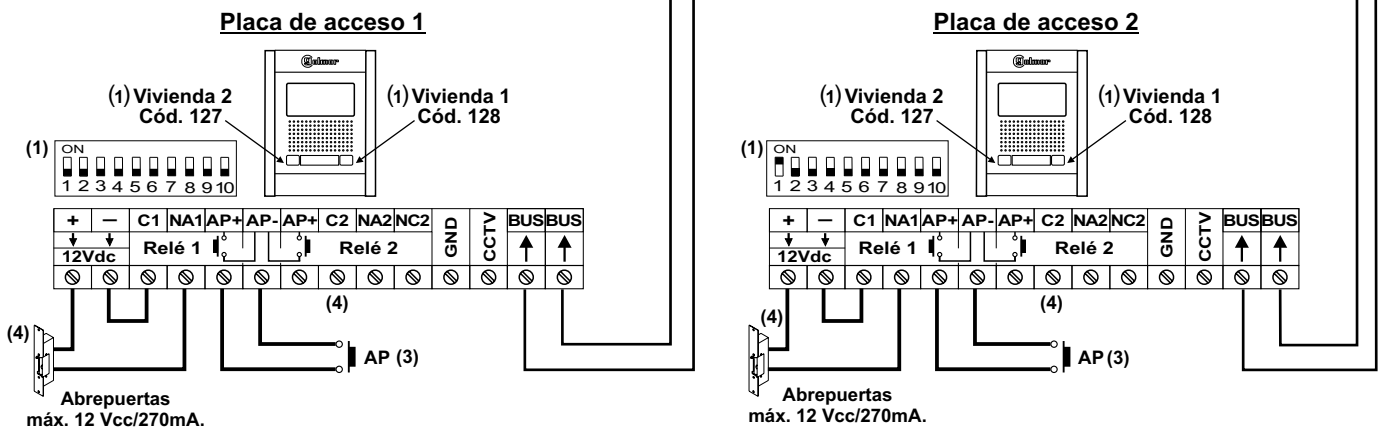 Placa de acceso 1
Golmar
(1) Vivienda 2
Cód. 127
(1) Vivienda 1
Cód. 128
(1)
ON
1 2 3 4 5 6 7 8 9 10
+ — C1 NA1 AP+ AP- AP+ C2 NA2 NC2 GND CCTV BUS BUS
12Vdc Relé 1 Relé 2
(4)
(4)
AP (3)
Abrepuertas
máx. 12 Vcc/270mA.
Placa de acceso 2
Golmar
(1) Vivienda 2
Cód. 127
(1) Vivienda 1
Cód. 128
(1)
ON
1 2 3 4 5 6 7 8 9 10
+ — C1 NA1 AP+ AP- AP+ C2 NA2 NC2 GND CCTV BUS BUS
12Vdc Relé 1 Relé 2
(4)
(4)
AP (3)
Abrepuertas
máx. 12 Vcc/270mA.